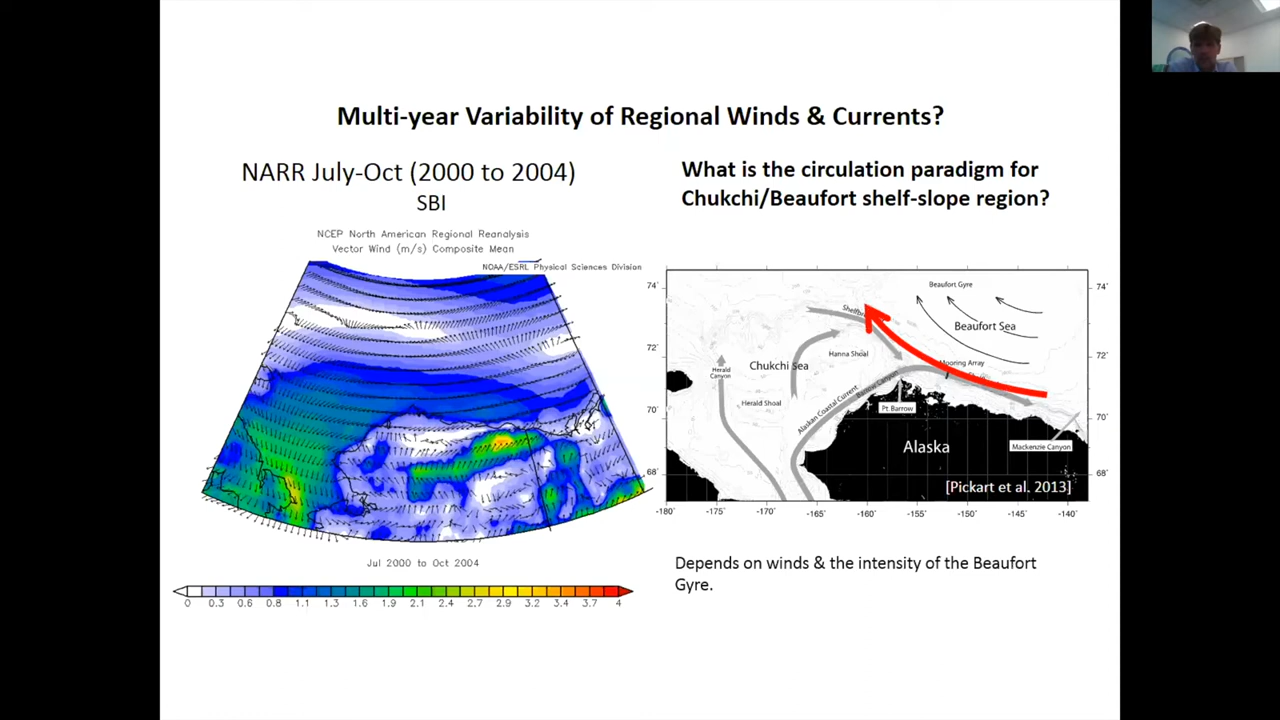 Multi-year Variability of Regional Winds & Currents?
NARR July-Oct (2000 to 2004)
SBI
NCEP North American Regional Reanalysis
Vector Wind (m/s) Composite Mean
NOAA/ESRL Physical Sciences Division
Jul 2000 to Oct 2004
0 0.3 0.6 0.8 1.1 1.3 1.6 1.9 2.1 2.4 2.7 2.9 3.2 3.4 3.7 4
What is the circulation paradigm for
Chukchi/Beaufort shelf-slope region?
74˚ 74˚
72˚ 72˚
70˚ 70˚
68˚ 68˚
Beaufort Gyre
Beaufort Sea
Hanna Shoal
Mooring Array
Chukchi Sea
Herald
Canyon
Herald Shoal
Alaskan Coastal Current
Barrow Canyon
Pt.Barrow
Alaska
Mackenzie Canyon
[Pickart et al. 2013]
-180˚ -175˚ -170˚ -165˚ -160˚ -155˚ -150˚ -145˚ -140˚
Depends on winds & the intensity of the Beaufort
Gyre.